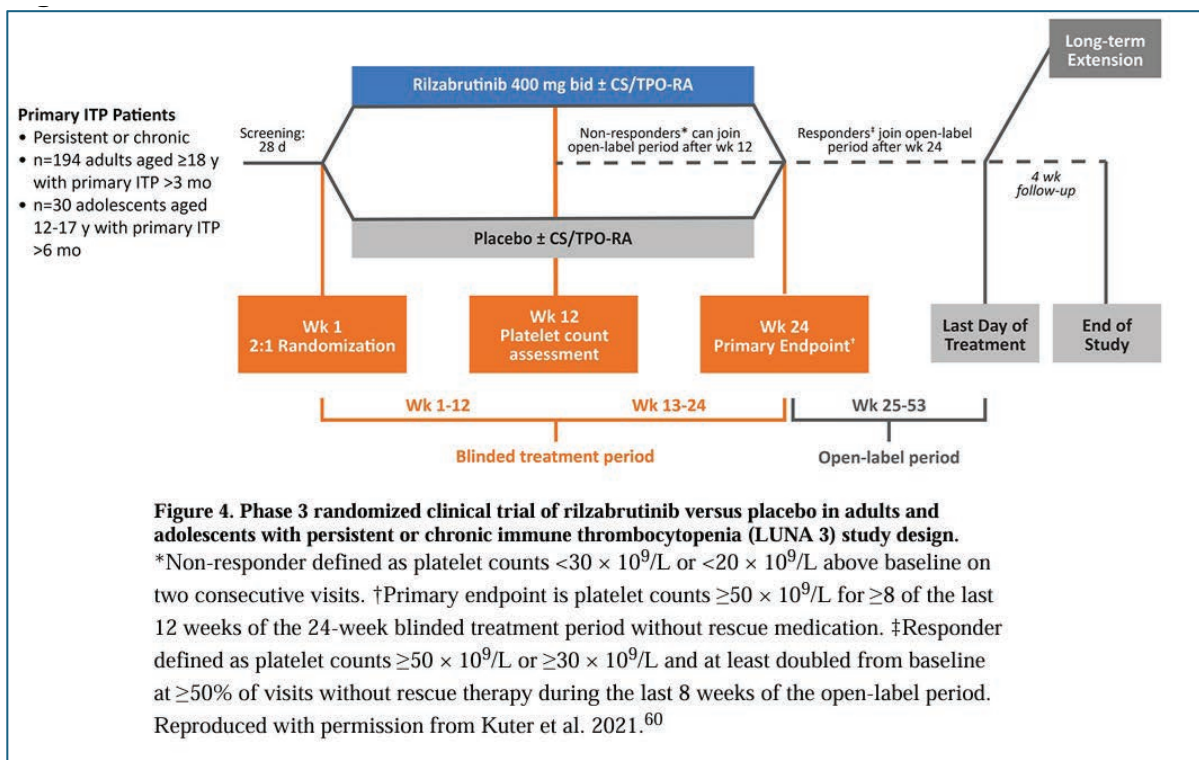 Long-term
Extension
Rilzabrutinib 400 mg bid ± CS/TPO-RA
Primary ITP Patients
• Persistent or chronic
• n=194 adults aged ≥18 y
with primary ITP >3 mo
• n=30 adolescents aged
12-17 y with primary ITP
>6 mo
Screening:
28 d
Non-responders* can join
open-label period after wk 12
Responders‡ join open-label
period after wk 24
4 wk
follow-up
Placebo ± CS/TPO-RA
Wk 1
2:1 Randomization
Wk 12
Platelet count
assessment
Wk 24
Primary Endpoint†
Last Day of
Treatment
End of
Study
Wk 1-12
Wk 13-24
Wk 25-53
Blinded treatment period
Open-label period
Figure 4. Phase 3 randomized clinical trial of rilzabrutinib versus placebo in adults and
adolescents with persistent or chronic immune thrombocytopenia (LUNA 3) study design.
*Non-responder defined as platelet counts <30 × 10⁹/L or <20 × 10⁹/L above baseline on
two consecutive visits. †Primary endpoint is platelet counts ≥50 × 10⁹/L for ≥8 of the last
12 weeks of the 24-week blinded treatment period without rescue medication. ‡Responder
defined as platelet counts ≥50 × 10⁹/L or ≥30 × 10⁹/L and at least doubled from baseline
at ≥50% of visits without rescue therapy during the last 8 weeks of the open-label period.
Reproduced with permission from Kuter et al. 2021.⁶⁰